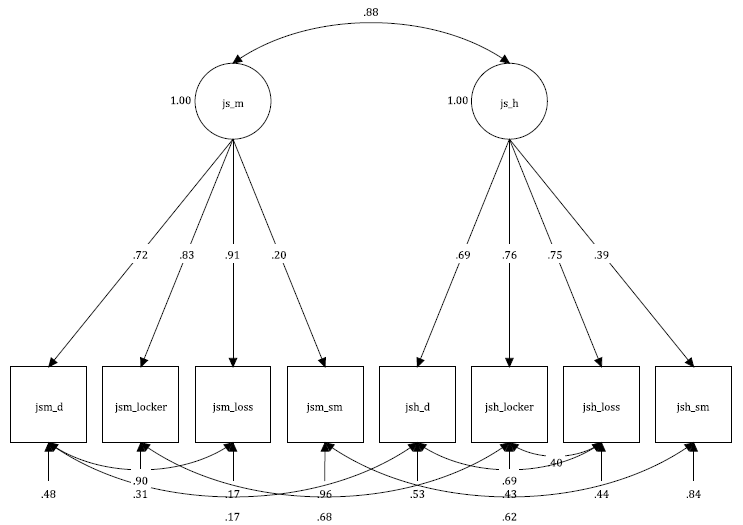 .88
1.00 js_m 1.00 js_h
.72 .83 .91 .20 .69 .76 .75 .39
jsm_d jsm_locker jsm_loss jsm_sm jsh_d jsh_locker jsh_loss jsh_sm
.40
.90 .69
.48 .31 .17 .96 .53 .43 .44 .84
.17 .68 .62